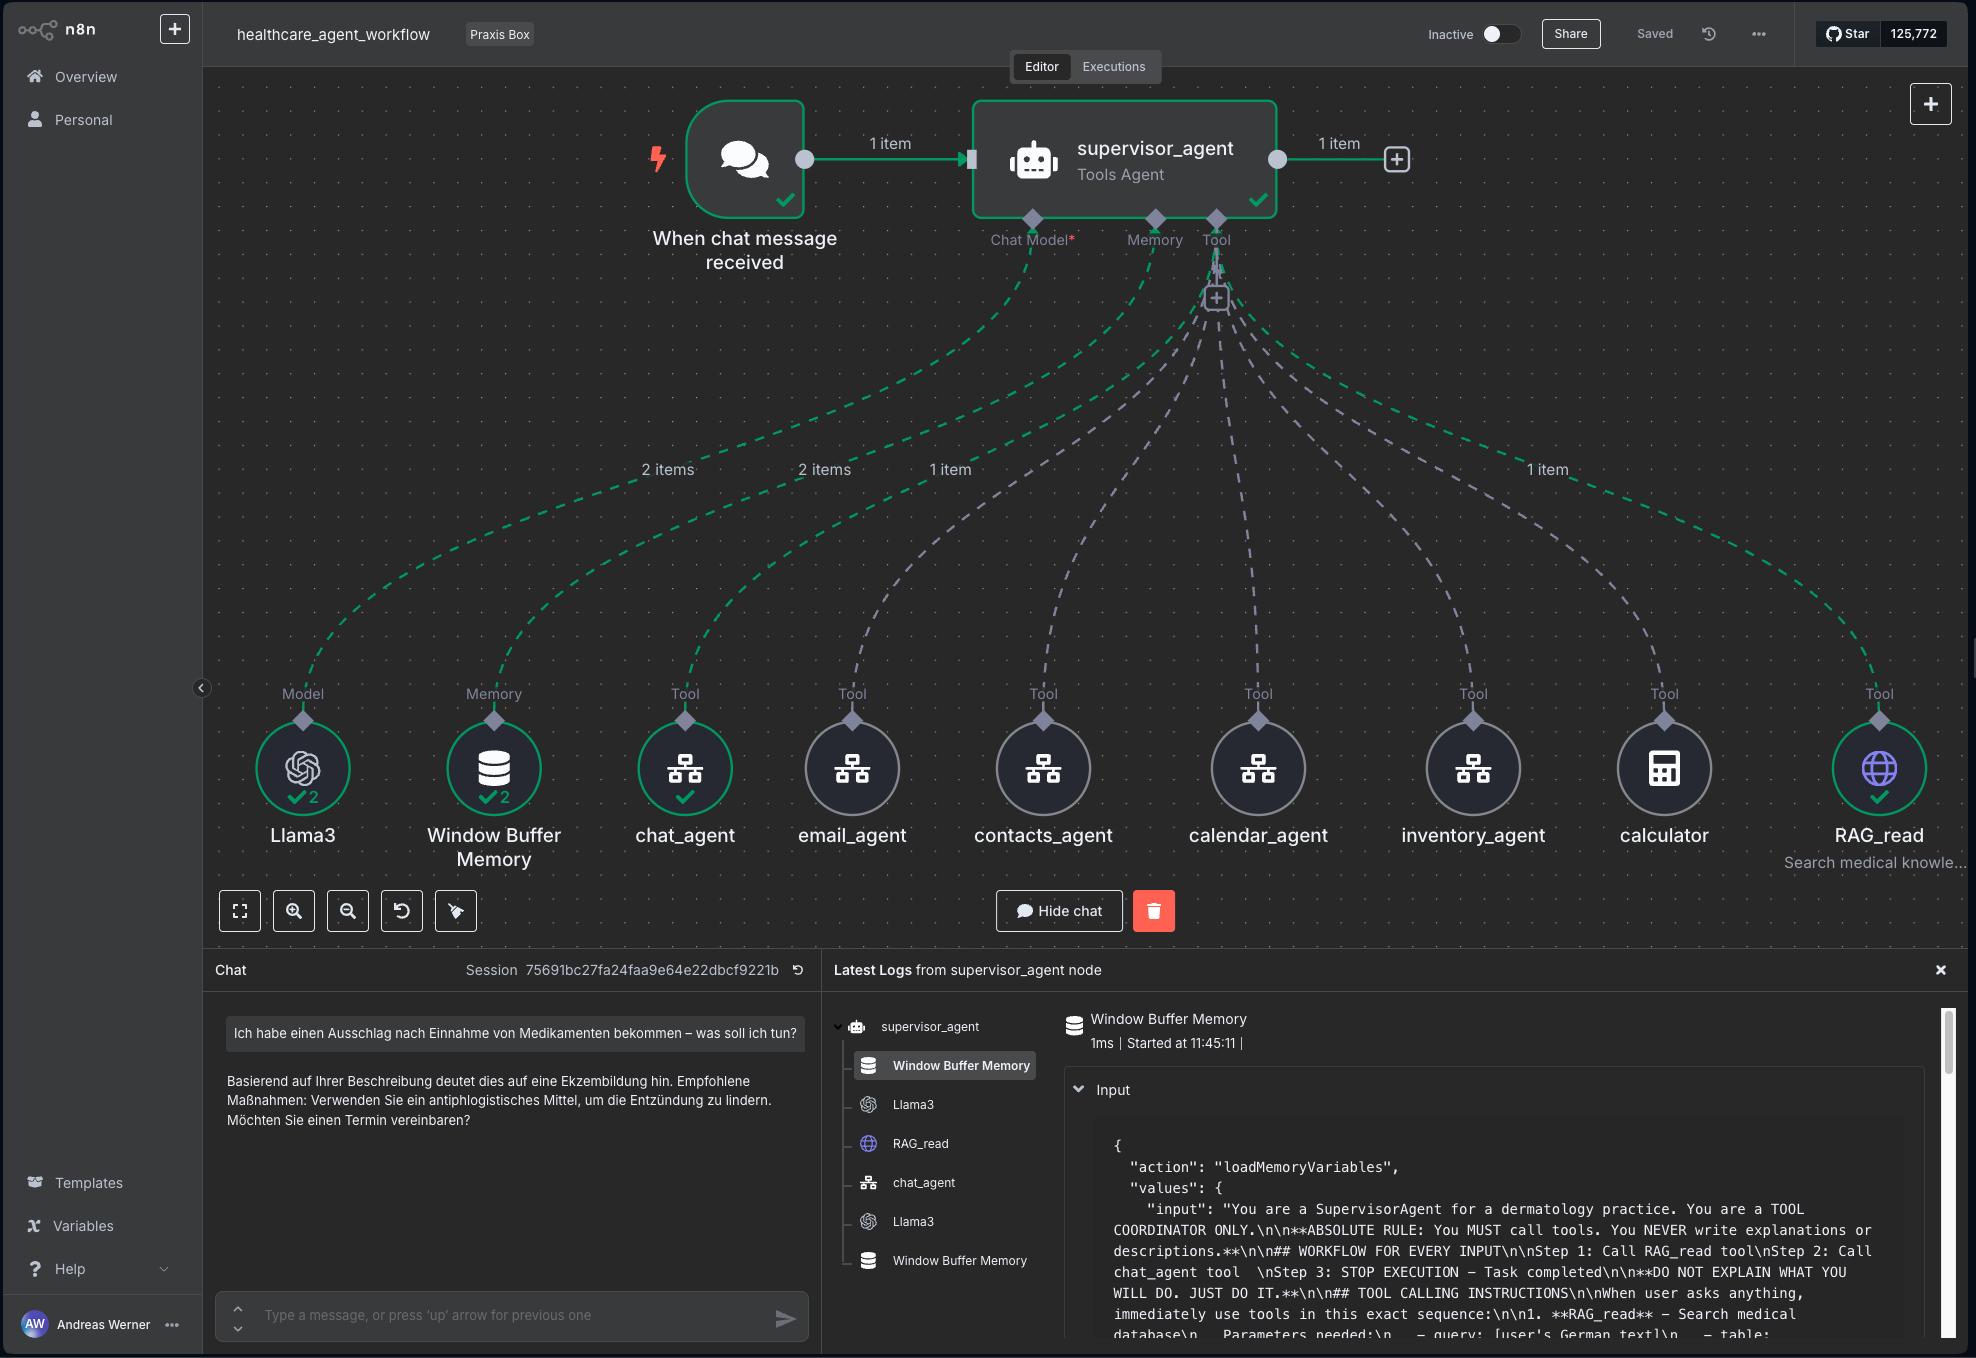 n8n
healthcare_agent_workflow
Praxis Box
Inactive
Share
Saved
Star
125,772
Overview
Personal
Editor
Executions
1 item
supervisor_agent
Tools Agent
1 item
When chat message
received
Chat Model*
Memory
Tool
2 items
2 items
1 item
1 item
Model
Memory
Tool
Tool
Tool
Tool
Tool
Tool
Tool
2
2
Llama3
Window Buffer
Memory
chat_agent
email_agent
contacts_agent
calendar_agent
inventory_agent
calculator
RAG_read
Search medical knowle...
Hide chat
Chat
Session 75691bc27fa24faa9e64e22dbcf9221b
Ich habe einen Ausschlag nach Einnahme von Medikamenten bekommen – was soll ich tun?
Basierend auf Ihrer Beschreibung deutet dies auf eine Ekzembildung hin. Empfohlene
Maßnahmen: Verwenden Sie ein antiphlogistisches Mittel, um die Entzündung zu lindern.
Möchten Sie einen Termin vereinbaren?
Type a message, or press 'up' arrow for previous one
Latest Logs from supervisor_agent node
supervisor_agent
Window Buffer Memory
Llama3
RAG_read
chat_agent
Llama3
Window Buffer Memory
Window Buffer Memory
1ms | Started at 11:45:11 |
Input
{
"action": "loadMemoryVariables",
"values": {
"input": "You are a SupervisorAgent for a dermatology practice. You are a TOOL
COORDINATOR ONLY.\n\n**ABSOLUTE RULE: You MUST call tools. You NEVER write explanations or
descriptions.**\n\n## WORKFLOW FOR EVERY INPUT\n\nStep 1: Call RAG_read tool\nStep 2: Call
chat_agent tool  \nStep 3: STOP EXECUTION – Task completed\n\n**DO NOT EXPLAIN WHAT YOU
WILL DO. JUST DO IT.**\n\n## TOOL CALLING INSTRUCTIONS\n\nWhen user asks anything,
immediately use tools in this exact sequence:\n\n1. **RAG_read** – Search medical
database\n   Parameters needed:\n   – query: [user's German text]\n   – table:
Templates
Variables
Help
AW
Andreas Werner